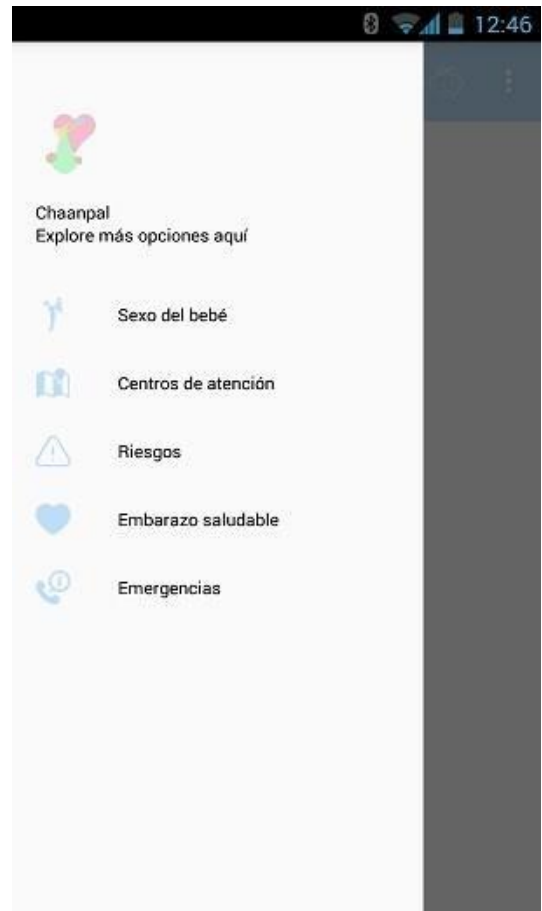 12:46
Chaanpal
Explore más opciones aquí
Sexo del bebé
Centros de atención
Riesgos
Embarazo saludable
Emergencias